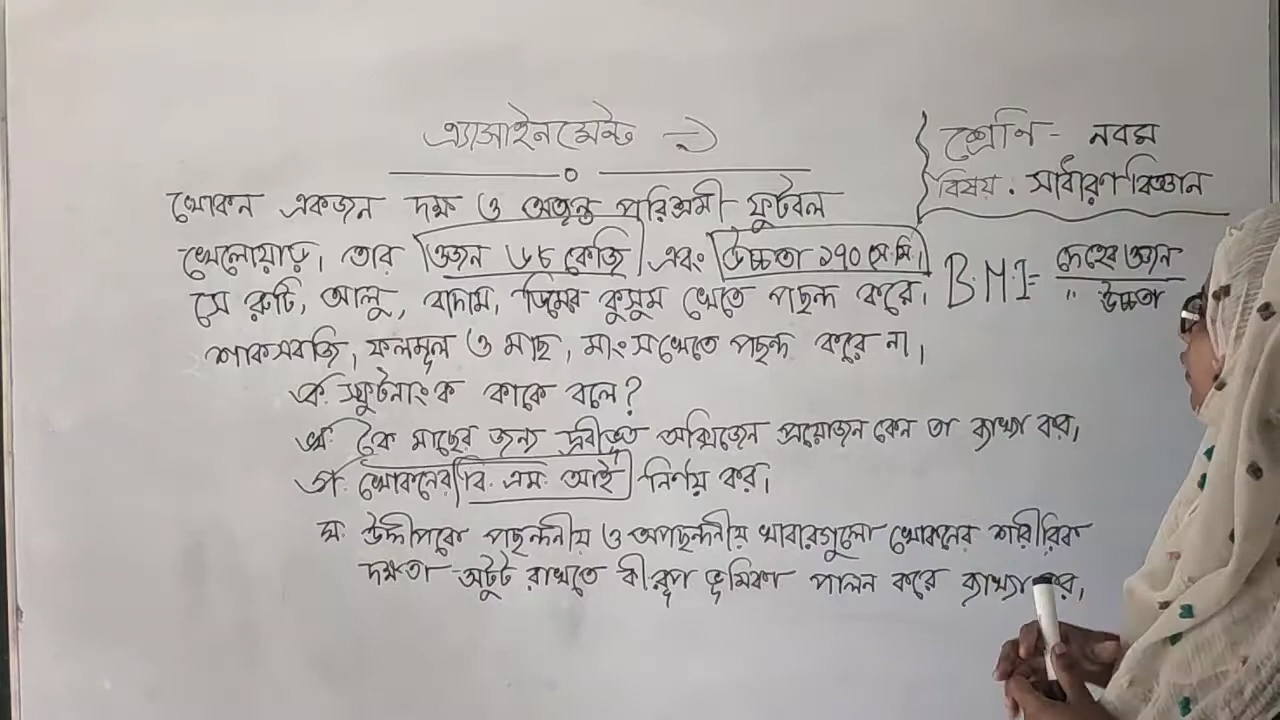 এ্যাসাইনমেন্ট -১
শ্রেণি - নবম
বিষয় . সাধারণ বিজ্ঞান
খোকন একজন দক্ষ ও অত্যন্ত পরিশ্রমী ফুটবল
খেলোয়াড়। তার ওজন ৬৮ কেজি এবং উচ্চতা ১৭০ সে.মি।
সে রুটি, আলু, বাদাম, ডিমের কুসুম খেতে পছন্দ করে।
শাকসবজি, ফলমূল ও মাছ, মাংস খেতে পছন্দ করে না।
B.M.I = দেহের ওজন
" উচ্চতা
ক. স্ফুটনাংক কাকে বলে?
খ. কৈ মাছের জন্য দ্রবীভূত অক্সিজেন প্রয়োজন কেন তা ব্যাখ্যা কর।
গ. খোকনের বি. এম. আই নির্ণয় কর।
ঘ. উদ্দীপকে পছন্দনীয় ও অপছন্দনীয় খাবারগুলো খোকনের শারীরিক
দক্ষতা অটুট রাখতে কীরূপ ভূমিকা পালন করে ব্যাখ্যা কর।